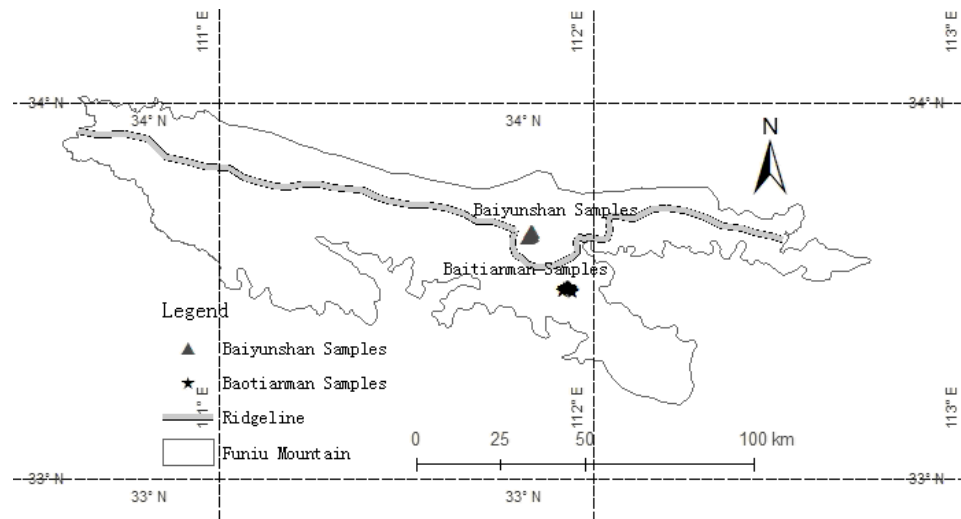 111° E
112° E
113° E
34° N
34° N
34° N
34° N
N
Baiyunshan Samples
Baitianman Samples
Legend
Baiyunshan Samples
Baotianman Samples
Ridgeline
Funiu Mountain
0 25 50 100 km
111° E
112° E
113° E
33° N
33° N
33° N
33° N